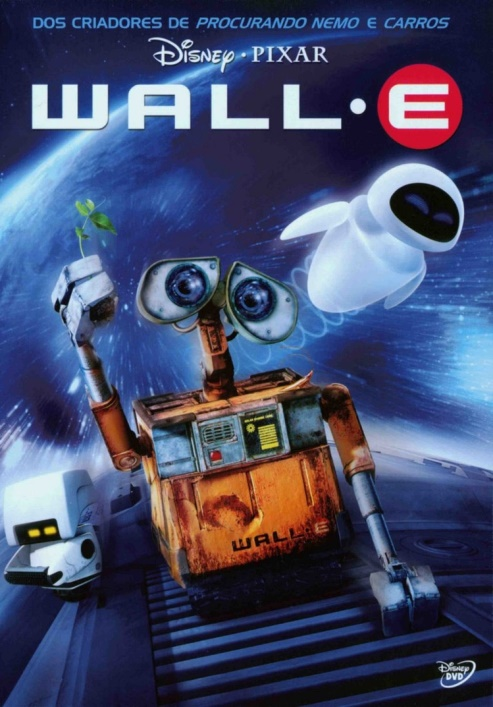 DOS CRIADORES DE PROCURANDO NEMO E CARROS
Disney · PIXAR
WALL·E
WALL·E
Disney
DVD